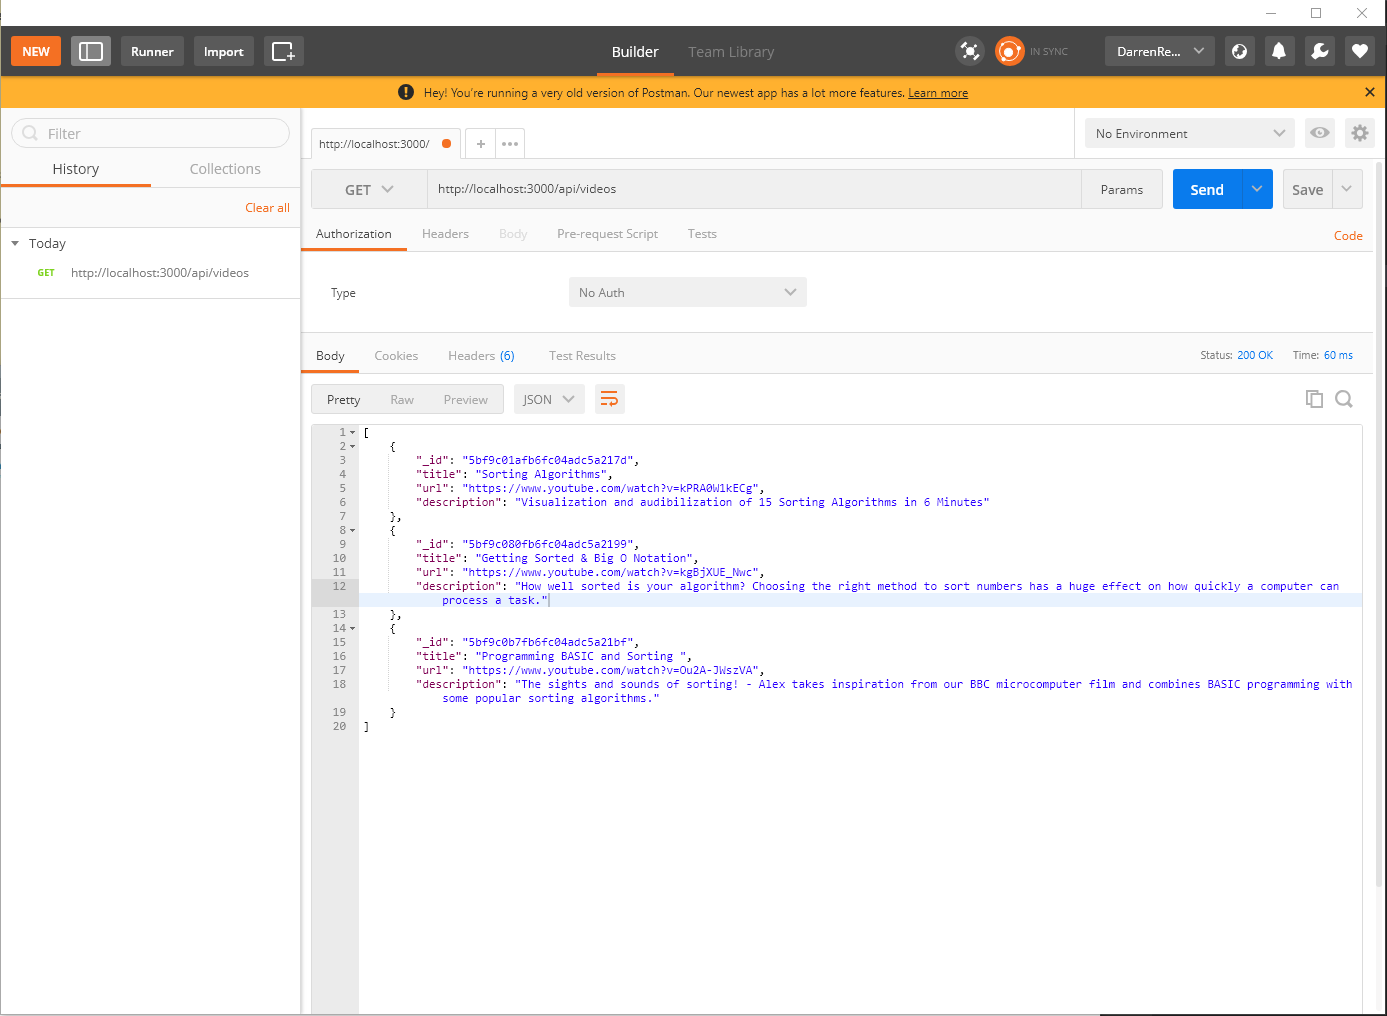 NEW
Runner
Import
Builder
Team Library
IN SYNC
DarrenRe...
Hey! You're running a very old version of Postman. Our newest app has a lot more features. Learn more
Filter
History
Collections
Clear all
Today
GET http://localhost:3000/api/videos
http://localhost:3000/
No Environment
GET
http://localhost:3000/api/videos
Params
Send
Save
Authorization
Headers
Body
Pre-request Script
Tests
Code
Type
No Auth
Body
Cookies
Headers (6)
Test Results
Status: 200 OK
Time: 60 ms
Pretty
Raw
Preview
JSON
1 [
2 {
3 "_id": "5bf9c01afb6fc04adc5a217d",
4 "title": "Sorting Algorithms",
5 "url": "https://www.youtube.com/watch?v=kPRA0W1kECg",
6 "description": "Visualization and audibilization of 15 Sorting Algorithms in 6 Minutes"
7 },
8 {
9 "_id": "5bf9c080fb6fc04adc5a2199",
10 "title": "Getting Sorted & Big O Notation",
11 "url": "https://www.youtube.com/watch?v=kgBjXUE_Nwc",
12 "description": "How well sorted is your algorithm? Choosing the right method to sort numbers has a huge effect on how quickly a computer can
process a task."
13 },
14 {
15 "_id": "5bf9c0b7fb6fc04adc5a21bf",
16 "title": "Programming BASIC and Sorting ",
17 "url": "https://www.youtube.com/watch?v=Ou2A-JWszVA",
18 "description": "The sights and sounds of sorting! - Alex takes inspiration from our BBC microcomputer film and combines BASIC programming with
some popular sorting algorithms."
19 }
20 ]